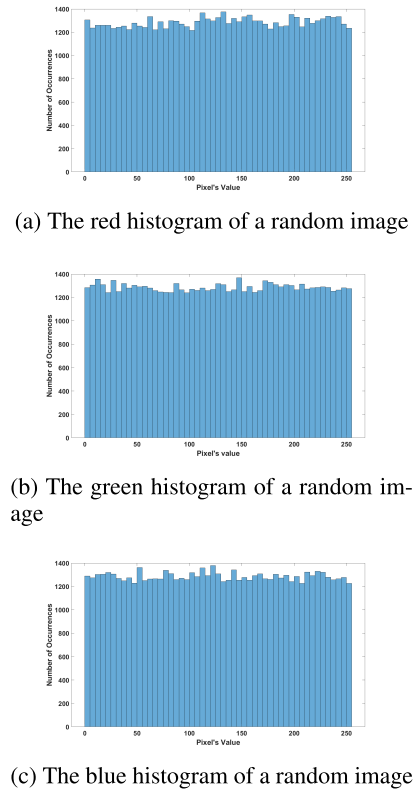 1400
1200
1000
800
600
400
200
0
Number of Occurrences
0 50 100 150 200 250
Pixel's Value
(a) The red histogram of a random image
1400
1200
1000
800
600
400
200
0
Number of Occurrences
0 50 100 150 200 250
Pixel's value
(b) The green histogram of a random im-
age
1400
1200
1000
800
600
400
200
0
Number of Occurrences
0 50 100 150 200 250
Pixel's Value
(c) The blue histogram of a random image